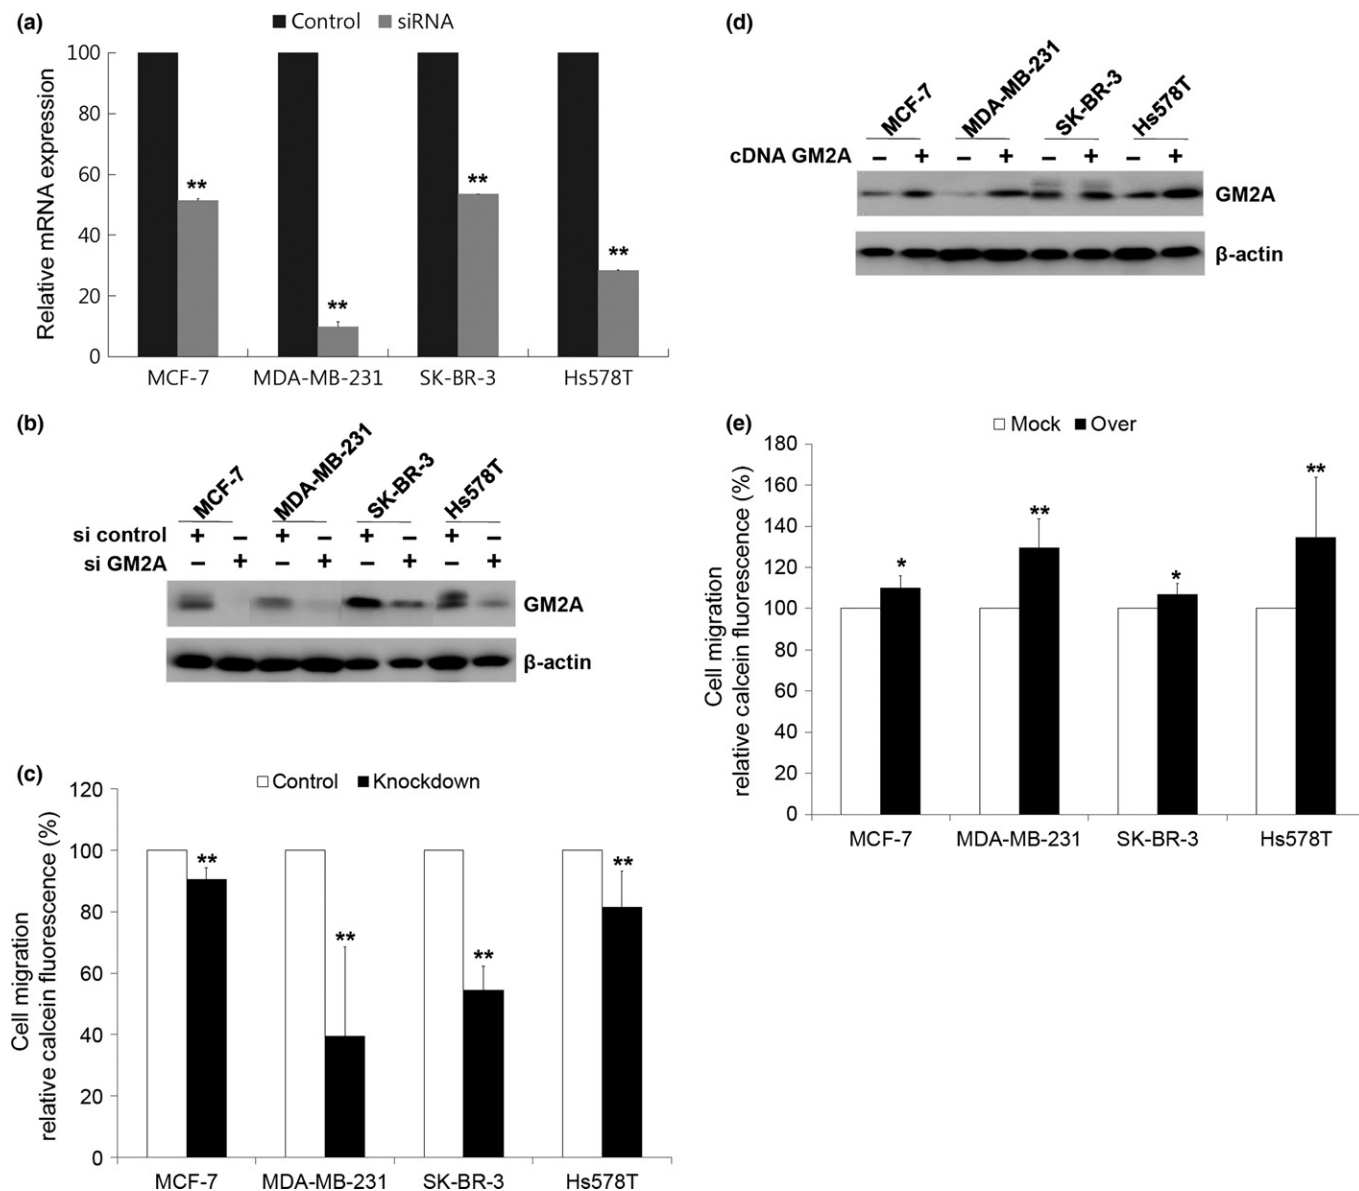 (a)
Control siRNA
Relative mRNA expression
100
80
60
40
20
0
** ** ** **
MCF-7 MDA-MB-231 SK-BR-3 Hs578T
(b)
MCF-7 MDA-MB-231 SK-BR-3 Hs578T
si control + – + – + – + –
si GM2A – + – + – + – +
GM2A
β-actin
(c)
Control Knockdown
Cell migration
relative calcein fluorescence (%)
120
100
80
60
40
20
0
** ** ** **
MCF-7 MDA-MB-231 SK-BR-3 Hs578T
(d)
MCF-7 MDA-MB-231 SK-BR-3 Hs578T
cDNA GM2A – + – + – + – +
GM2A
β-actin
(e)
Mock Over
Cell migration
relative calcein fluorescence (%)
180
160
140
120
100
80
60
40
20
0
* ** * **
MCF-7 MDA-MB-231 SK-BR-3 Hs578T